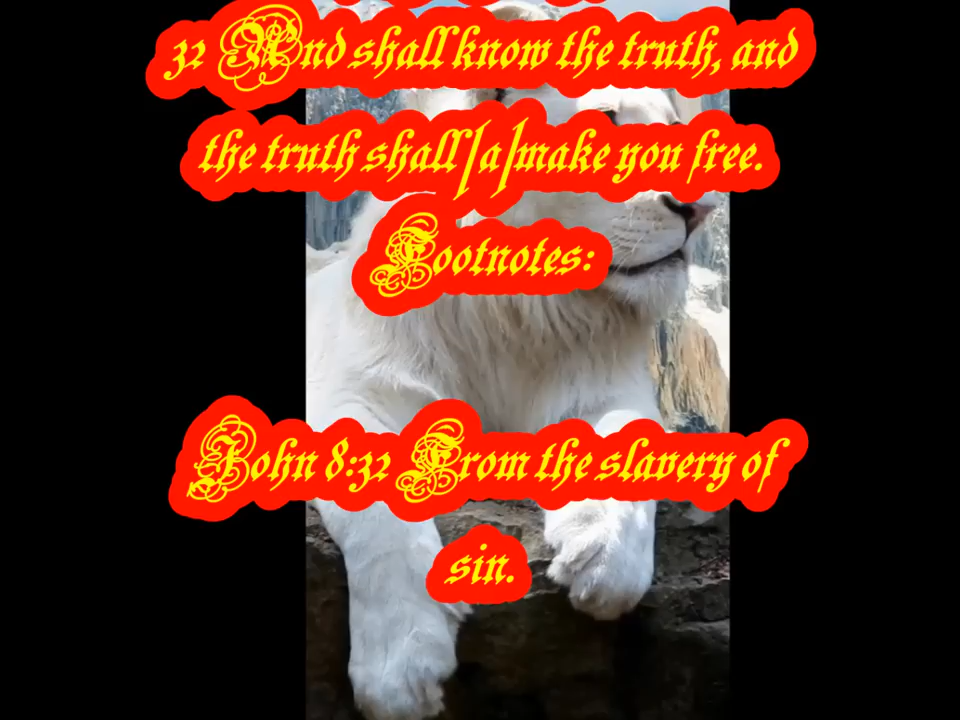 32 And shall know the truth, and
the truth shall [a]make you free.
Footnotes:
John 8:32 From the slavery of
sin.